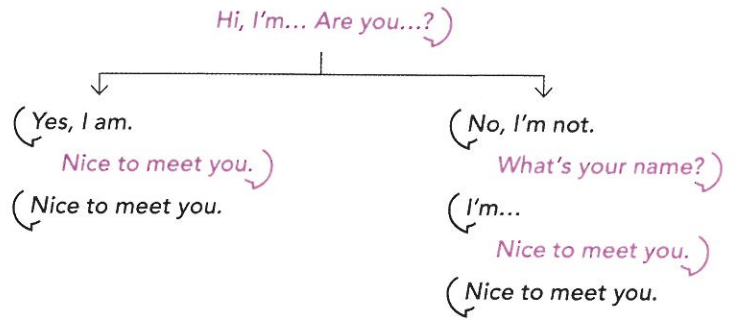 Hi, I'm... Are you...?
Yes, I am.
Nice to meet you.
Nice to meet you.
No, I'm not.
What's your name?
I'm...
Nice to meet you.
Nice to meet you.